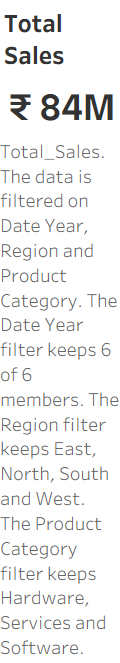 Total
Sales
₹ 84M
Total_Sales.
The data is
filtered on
Date Year,
Region and
Product
Category. The
Date Year
filter keeps 6
of 6
members. The
Region filter
keeps East,
North, South
and West.
The Product
Category
filter keeps
Hardware,
Services and
Software.